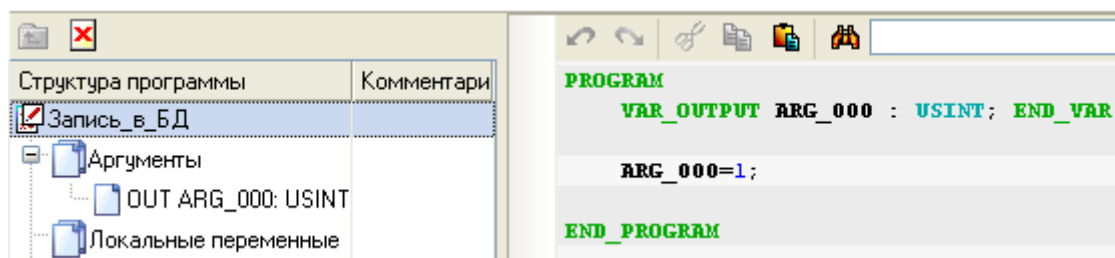 Структура программы Комментари
Запись_в_БД
Аргументы
OUT ARG_000: USINT
Локальные переменные
PROGRAM
VAR_OUTPUT ARG_000 : USINT; END_VAR
ARG_000=1;
END_PROGRAM